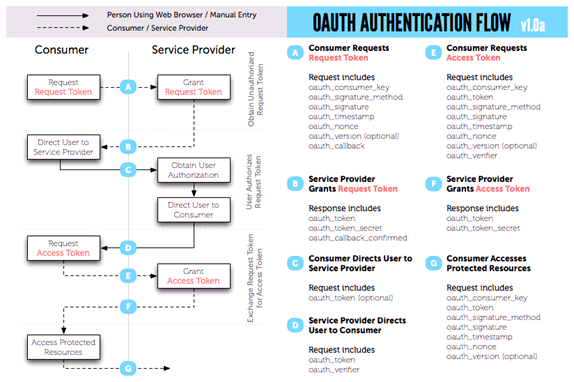 Person Using Web Browser / Manual Entry
Consumer / Service Provider
Consumer
Service Provider
Request
Request Token
A
Grant
Request Token
Obtain Unauthorized
Request Token
B
Direct User to
Service Provider
C
Obtain User
Authorization
Direct User to
Consumer
User Authorizes
Request Token
D
Request
Access Token
E
Grant
Access Token
Exchange Request Token
for Access Token
F
Access Protected
Resources
G
OAUTH AUTHENTICATION FLOW v1.0a
A
Consumer Requests
Request Token
Request includes
oauth_consumer_key
oauth_signature_method
oauth_signature
oauth_timestamp
oauth_nonce
oauth_version (optional)
oauth_callback
B
Service Provider
Grants Request Token
Response includes
oauth_token
oauth_token_secret
oauth_callback_confirmed
C
Consumer Directs User to
Service Provider
Request includes
oauth_token (optional)
D
Service Provider Directs
User to Consumer
Request includes
oauth_token
oauth_verifier
E
Consumer Requests
Access Token
Request includes
oauth_consumer_key
oauth_token
oauth_signature_method
oauth_signature
oauth_timestamp
oauth_nonce
oauth_version (optional)
oauth_verifier
F
Service Provider
Grants Access Token
Response includes
oauth_token
oauth_token_secret
G
Consumer Accesses
Protected Resources
Request includes
oauth_consumer_key
oauth_token
oauth_signature_method
oauth_signature
oauth_timestamp
oauth_nonce
oauth_version (optional)